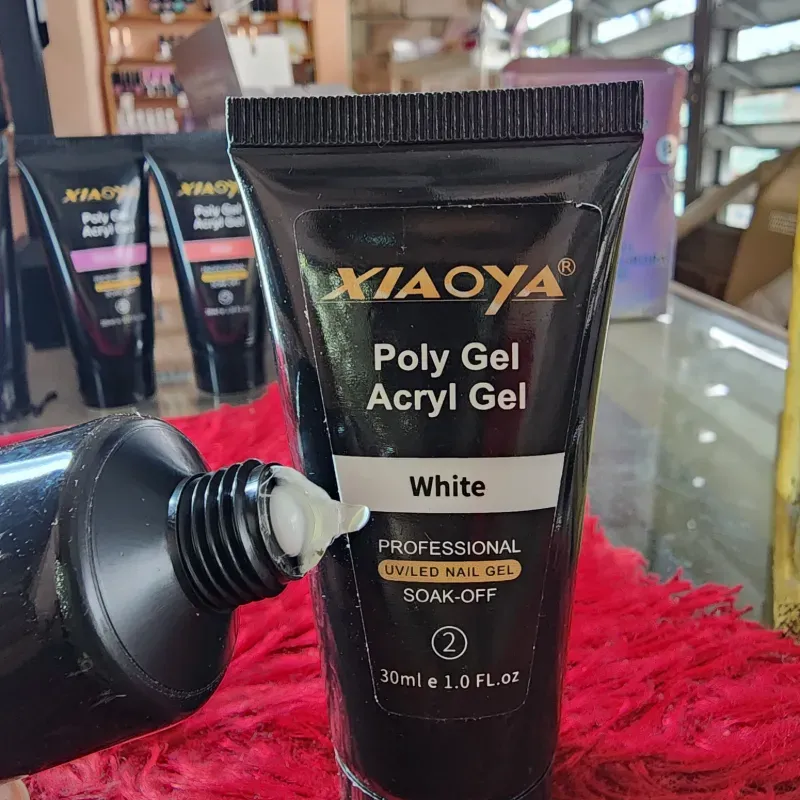 XIAOYA®
Poly Gel
Acryl Gel
White
PROFESSIONAL
UV/LED NAIL GEL
SOAK-OFF
2
30ml e 1.0 FL.oz
XIAOYA
Poly Gel
Acryl Gel
XIAOYA
Poly Gel
Acryl Gel